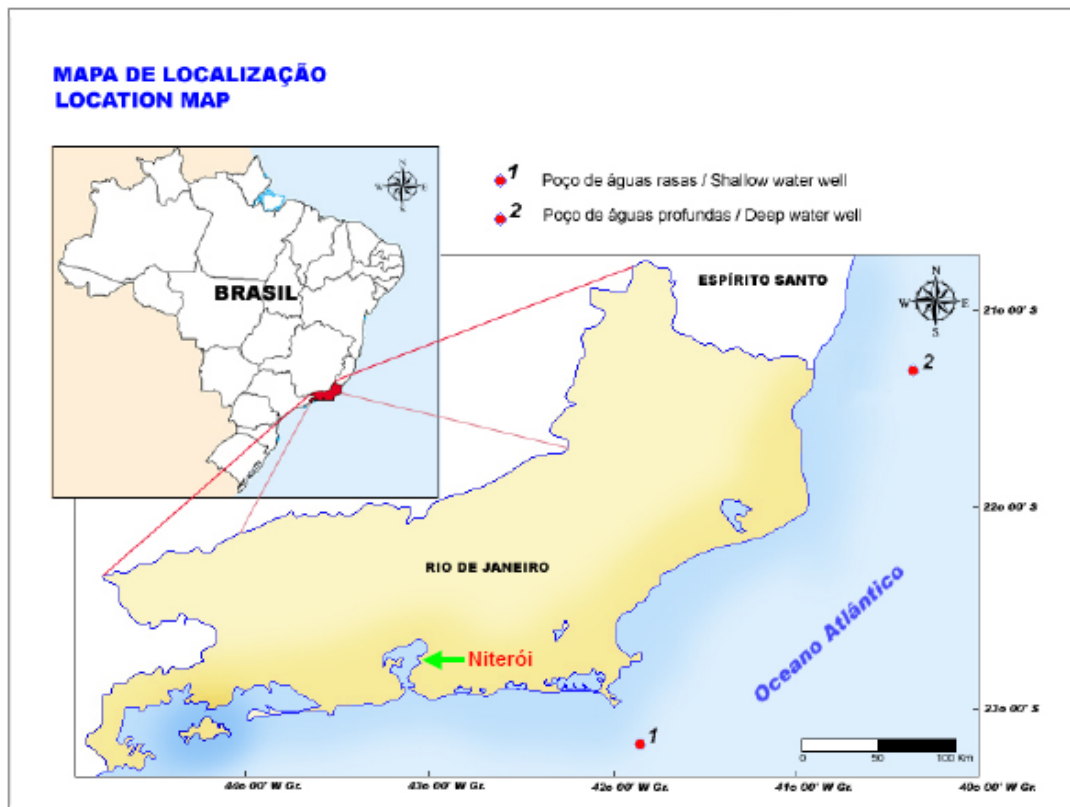 MAPA DE LOCALIZAÇÃO
LOCATION MAP
N
W E
S
1 Poço de águas rasas / Shallow water well
2 Poço de águas profundas / Deep water well
BRASIL
ESPÍRITO SANTO
N
W E
S
21o 00' S
2
22o 00' S
RIO DE JANEIRO
Oceano Atlântico
Niterói
23o 00' S
1
0 50 100 Km
44o 00' W Gr.
43o 00' W Gr.
42o 00' W Gr.
41o 00' W Gr.
40o 00' W Gr.